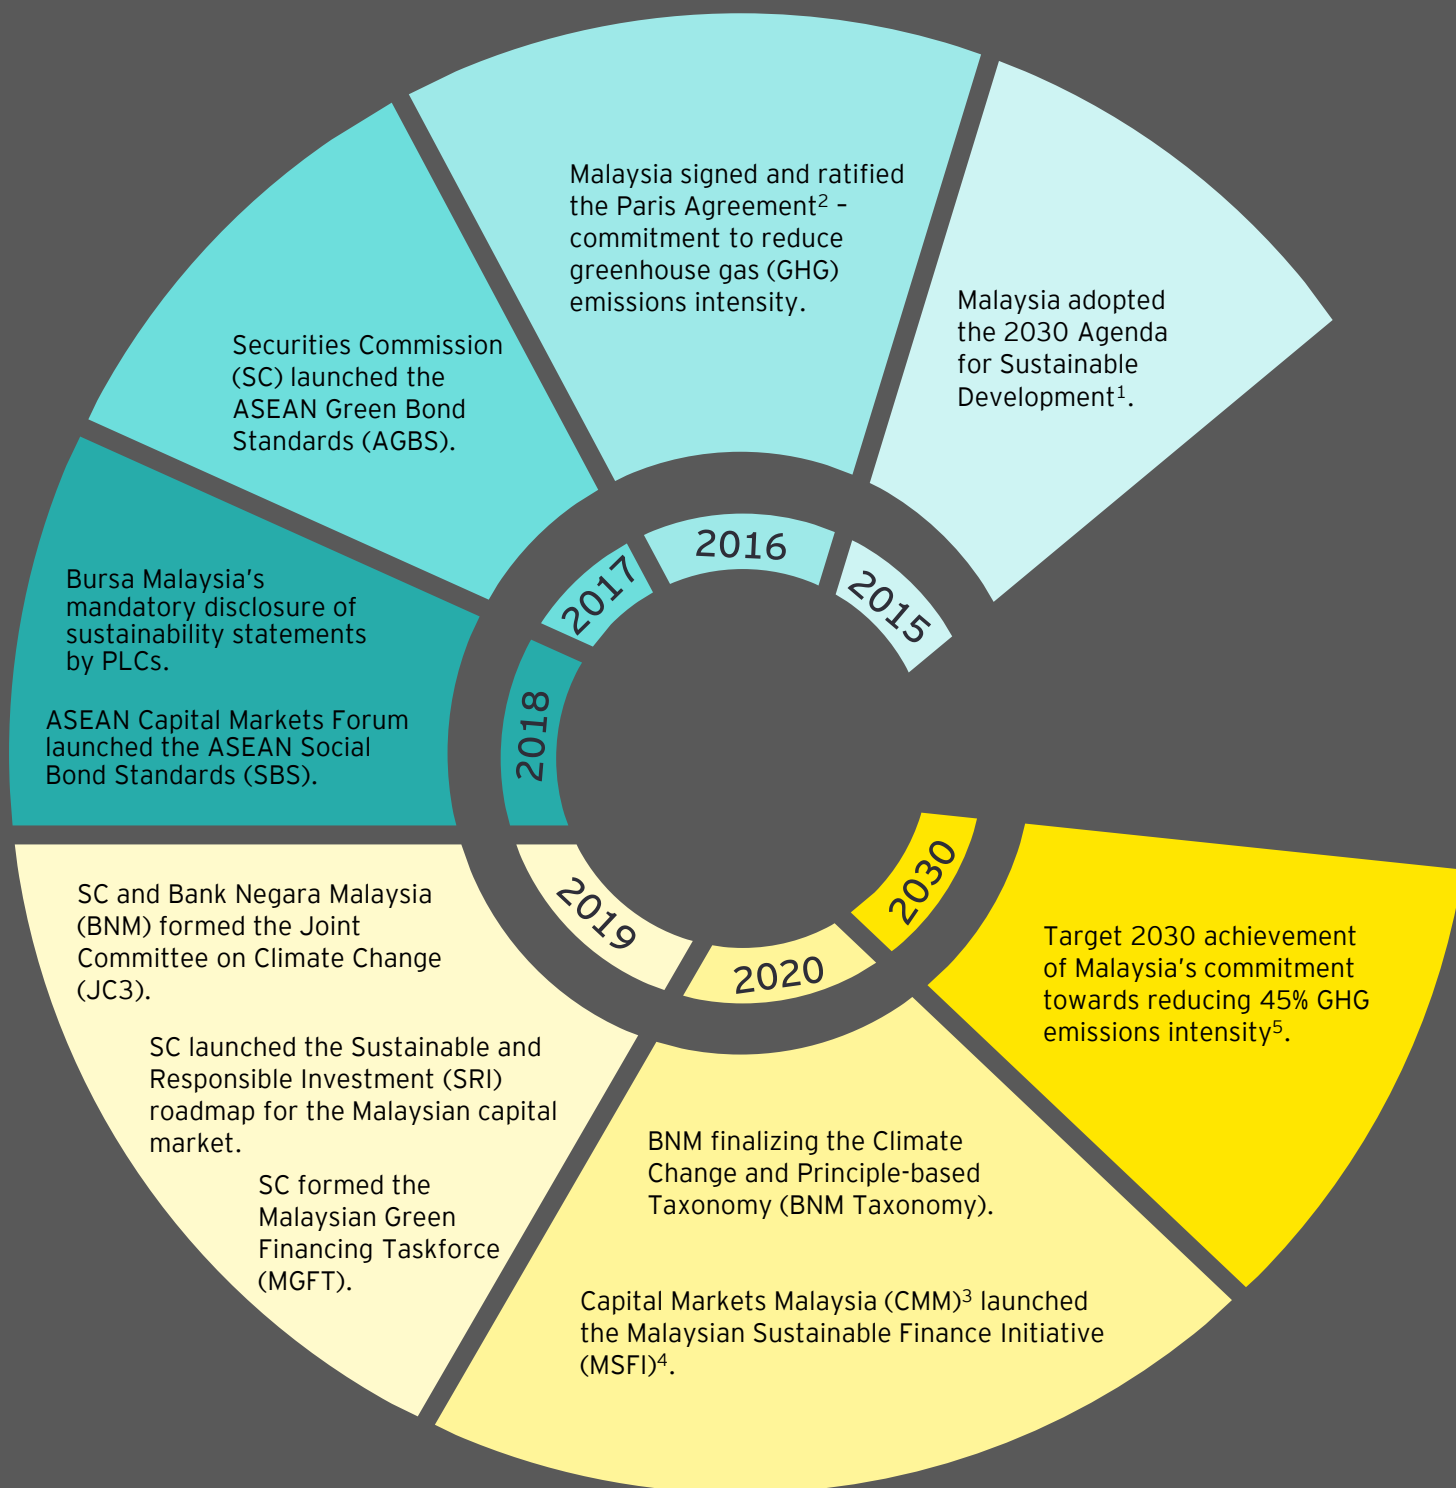 2015
Malaysia adopted
the 2030 Agenda
for Sustainable
Development¹.
2016
Malaysia signed and ratified
the Paris Agreement² –
commitment to reduce
greenhouse gas (GHG)
emissions intensity.
2017
Securities Commission
(SC) launched the
ASEAN Green Bond
Standards (AGBS).
2018
Bursa Malaysia’s
mandatory disclosure of
sustainability statements
by PLCs.
ASEAN Capital Markets Forum
launched the ASEAN Social
Bond Standards (SBS).
2019
SC and Bank Negara Malaysia
(BNM) formed the Joint
Committee on Climate Change
(JC3).
SC launched the Sustainable and
Responsible Investment (SRI)
roadmap for the Malaysian capital
market.
SC formed the
Malaysian Green
Financing Taskforce
(MGFT).
2020
BNM finalizing the Climate
Change and Principle-based
Taxonomy (BNM Taxonomy).
Capital Markets Malaysia (CMM)³ launched
the Malaysian Sustainable Finance Initiative
(MSFI)⁴.
2030
Target 2030 achievement
of Malaysia’s commitment
towards reducing 45% GHG
emissions intensity⁵.